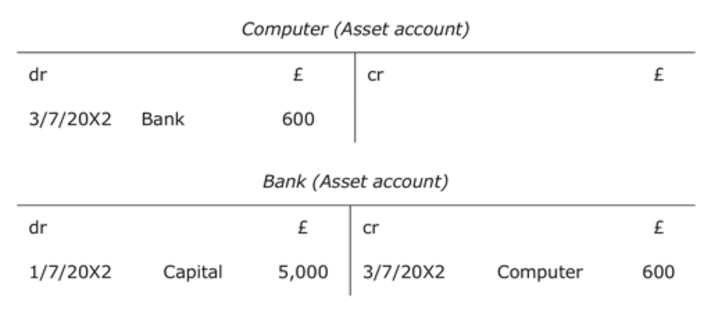 Computer (Asset account)
dr £ cr £
3/7/20X2 Bank 600
Bank (Asset account)
dr £ cr £
1/7/20X2 Capital 5,000 3/7/20X2 Computer 600